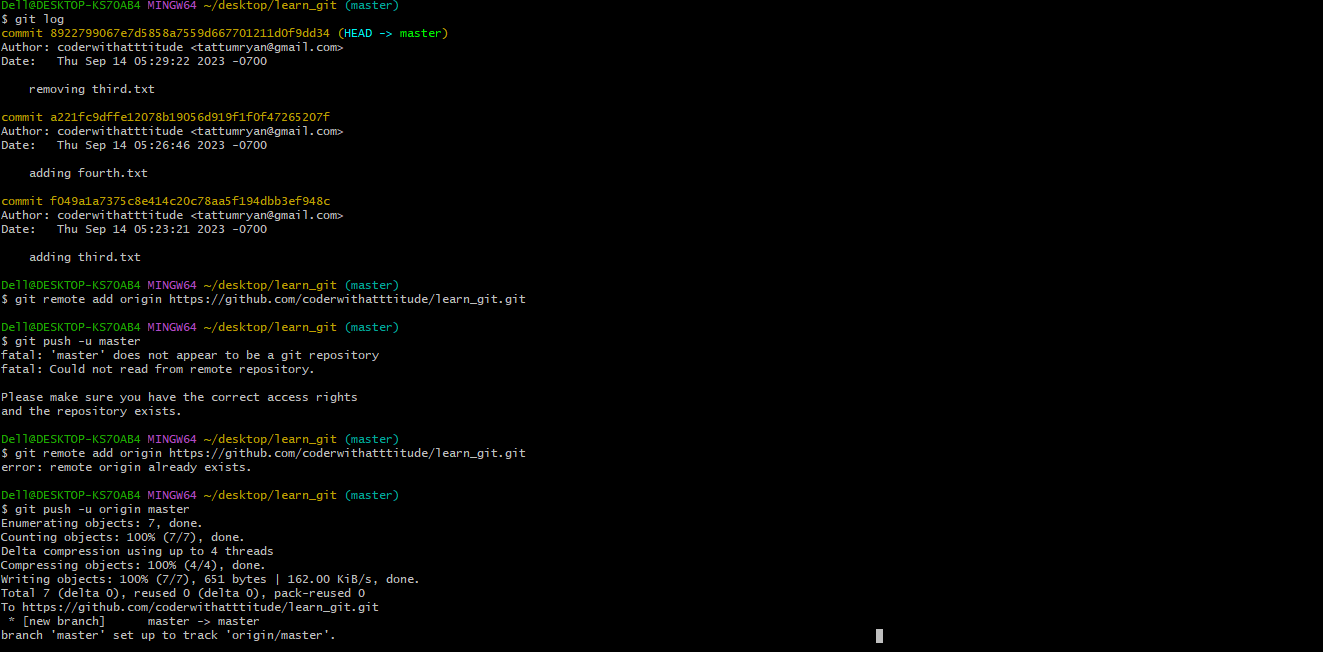 Dell@DESKTOP-KS7OAB4 MINGW64 ~/desktop/learn_git (master)
$ git log
commit 8922799067e7d5858a7559d667701211d0f9dd34 (HEAD -> master)
Author: coderwithatttitude <tattumryan@gmail.com>
Date:   Thu Sep 14 05:29:22 2023 -0700

    removing third.txt

commit a221fc9dffe12078b19056d919f1f0f47265207f
Author: coderwithatttitude <tattumryan@gmail.com>
Date:   Thu Sep 14 05:26:46 2023 -0700

    adding fourth.txt

commit f049a1a7375c8e414c20c78aa5f194dbb3ef948c
Author: coderwithatttitude <tattumryan@gmail.com>
Date:   Thu Sep 14 05:23:21 2023 -0700

    adding third.txt

Dell@DESKTOP-KS7OAB4 MINGW64 ~/desktop/learn_git (master)
$ git remote add origin https://github.com/coderwithatttitude/learn_git.git

Dell@DESKTOP-KS7OAB4 MINGW64 ~/desktop/learn_git (master)
$ git push -u master
fatal: 'master' does not appear to be a git repository
fatal: Could not read from remote repository.

Please make sure you have the correct access rights
and the repository exists.

Dell@DESKTOP-KS7OAB4 MINGW64 ~/desktop/learn_git (master)
$ git remote add origin https://github.com/coderwithatttitude/learn_git.git
error: remote origin already exists.

Dell@DESKTOP-KS7OAB4 MINGW64 ~/desktop/learn_git (master)
$ git push -u origin master
Enumerating objects: 7, done.
Counting objects: 100% (7/7), done.
Delta compression using up to 4 threads
Compressing objects: 100% (4/4), done.
Writing objects: 100% (7/7), 651 bytes | 162.00 KiB/s, done.
Total 7 (delta 0), reused 0 (delta 0), pack-reused 0
To https://github.com/coderwithatttitude/learn_git.git
 * [new branch]      master -> master
branch 'master' set up to track 'origin/master'.